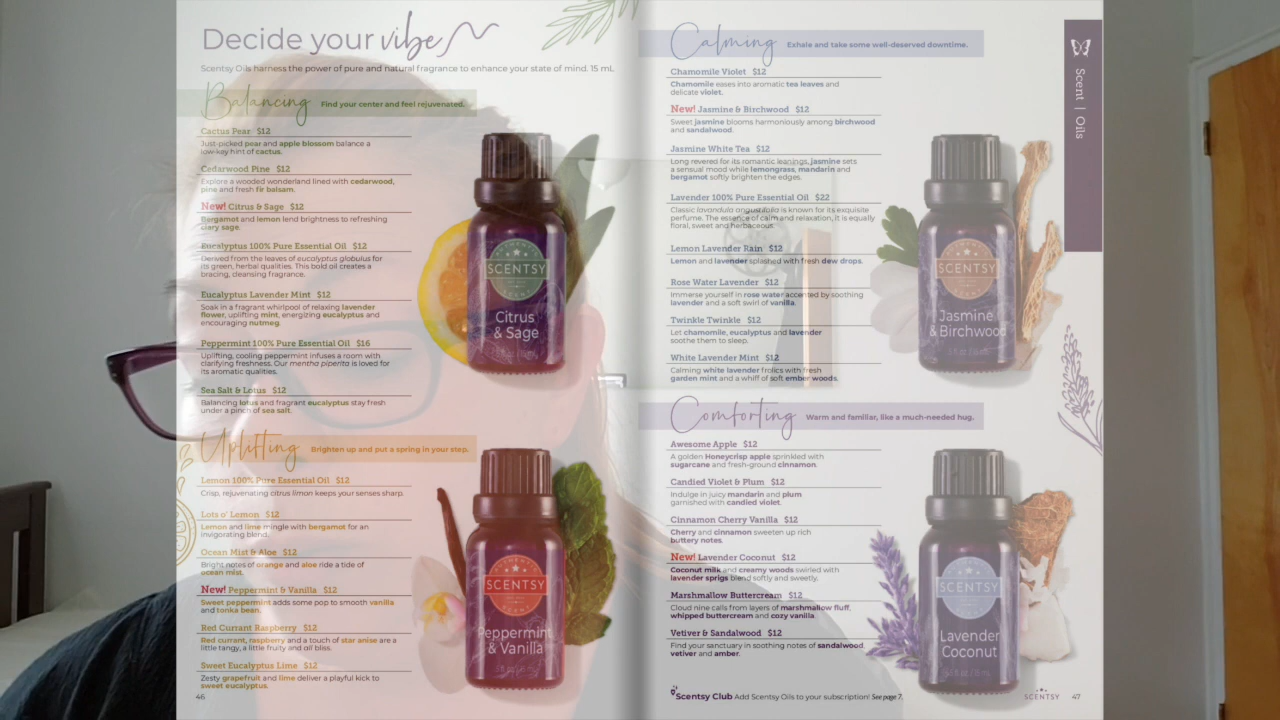 Decide your vibe
Scentsy Oils harness the power of pure and natural fragrance to enhance your state of mind. 15 mL.
Balancing Find your center and feel rejuvenated.
Cactus Pear $12
Just-picked pear and apple blossom balance a
low-key hint of cactus.
Cedarwood Pine $12
Explore a wooded wonderland lined with cedarwood,
pine and fresh fir balsam.
New! Citrus & Sage $12
Bergamot and lemon lend brightness to refreshing
clary sage.
Eucalyptus 100% Pure Essential Oil $12
Derived from the leaves of eucalyptus globulus for
its green, herbal qualities. This bold oil creates a
bracing, cleansing fragrance.
Eucalyptus Lavender Mint $12
Soak in a fragrant whirlpool of relaxing lavender
flower, uplifting mint, energizing eucalyptus and
encouraging nutmeg.
Peppermint 100% Pure Essential Oil $16
Uplifting, cooling peppermint infuses a room with
clarifying freshness. Our mentha piperita is loved for
its aromatic qualities.
Sea Salt & Lotus $12
Balancing lotus and fragrant eucalyptus stay fresh
under a pinch of sea salt.
SCENTSY
Citrus
& Sage
Uplifting Brighten up and put a spring in your step.
Lemon 100% Pure Essential Oil $12
Crisp, rejuvenating citrus limon keeps your senses sharp.
Lots o' Lemon $12
Lemon and lime mingle with bergamot for an
invigorating blend.
Ocean Mist & Aloe $12
Bright notes of orange and aloe ride a tide of
ocean mist.
New! Peppermint & Vanilla $12
Sweet peppermint adds some pop to smooth vanilla
and tonka bean.
Red Currant Raspberry $12
Red currant, raspberry and a touch of star anise are a
little tangy, a little fruity and all bliss.
Sweet Eucalyptus Lime $12
Zesty grapefruit and lime deliver a playful kick to
sweet eucalyptus.
46
SCENTSY
Peppermint
& Vanilla
Calming Exhale and take some well-deserved downtime.
Chamomile Violet $12
Chamomile eases into aromatic tea leaves and
delicate violet.
New! Jasmine & Birchwood $12
Sweet jasmine blooms harmoniously among birchwood
and sandalwood.
Jasmine White Tea $12
Long revered for its romantic leanings, jasmine sets
a sensual mood while lemongrass, mandarin and
bergamot softly brighten the edges.
Lavender 100% Pure Essential Oil $22
Classic lavandula angustifolia is known for its exquisite
perfume. The essence of calm and relaxation, it is equally
floral, sweet and herbaceous.
Lemon Lavender Rain $12
Lemon and lavender splashed with fresh dew drops.
Rose Water Lavender $12
Immerse yourself in rose water accented by soothing
lavender and a soft swirl of vanilla.
Twinkle Twinkle $12
Let chamomile, eucalyptus and lavender
soothe them to sleep.
White Lavender Mint $12
Calming white lavender frolics with fresh
garden mint and a whiff of soft ember woods.
SCENTSY
Jasmine
& Birchwood
Comforting Warm and familiar, like a much-needed hug.
Awesome Apple $12
A golden Honeycrisp apple sprinkled with
sugarcane and fresh-ground cinnamon.
Candied Violet & Plum $12
Indulge in juicy mandarin and plum
garnished with candied violet.
Cinnamon Cherry Vanilla $12
Cherry and cinnamon sweeten up rich
buttery notes.
New! Lavender Coconut $12
Coconut milk and creamy woods swirled with
lavender sprigs blend softly and sweetly.
Marshmallow Buttercream $12
Cloud nine calls from layers of marshmallow fluff,
whipped buttercream and cozy vanilla.
Vetiver & Sandalwood $12
Find your sanctuary in soothing notes of sandalwood,
vetiver and amber.
SCENTSY
Lavender
Coconut
Scentsy Club Add Scentsy Oils to your subscription! See page 7.
SCENTSY 47
Scent | Oils